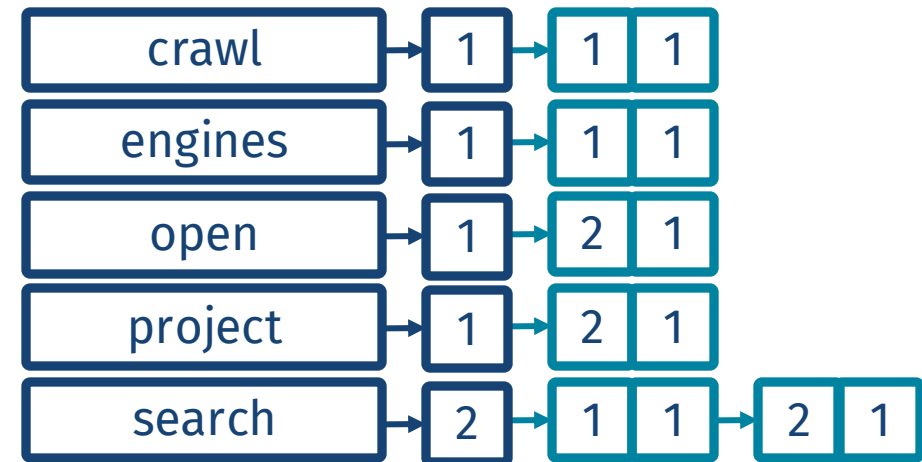 crawl 1 1 1
engines 1 1 1
open 1 2 1
project 1 2 1
search 2 1 1 2 1